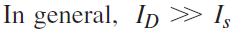 In general, I_D ≫ I_s